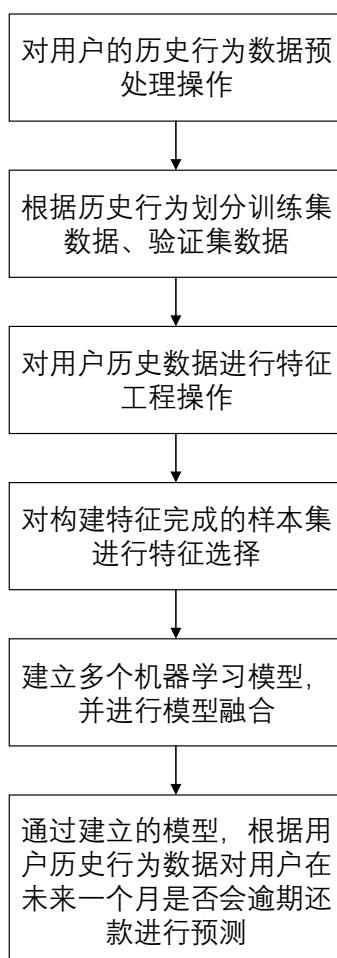 对用户的历史行为数据预
处理操作
根据历史行为划分训练集
数据、验证集数据
对用户历史数据进行特征
工程操作
对构建特征完成的样本集
进行特征选择
建立多个机器学习模型，
并进行模型融合
通过建立的模型，根据用
户历史行为数据对用户在
未来一个月是否会逾期还
款进行预测